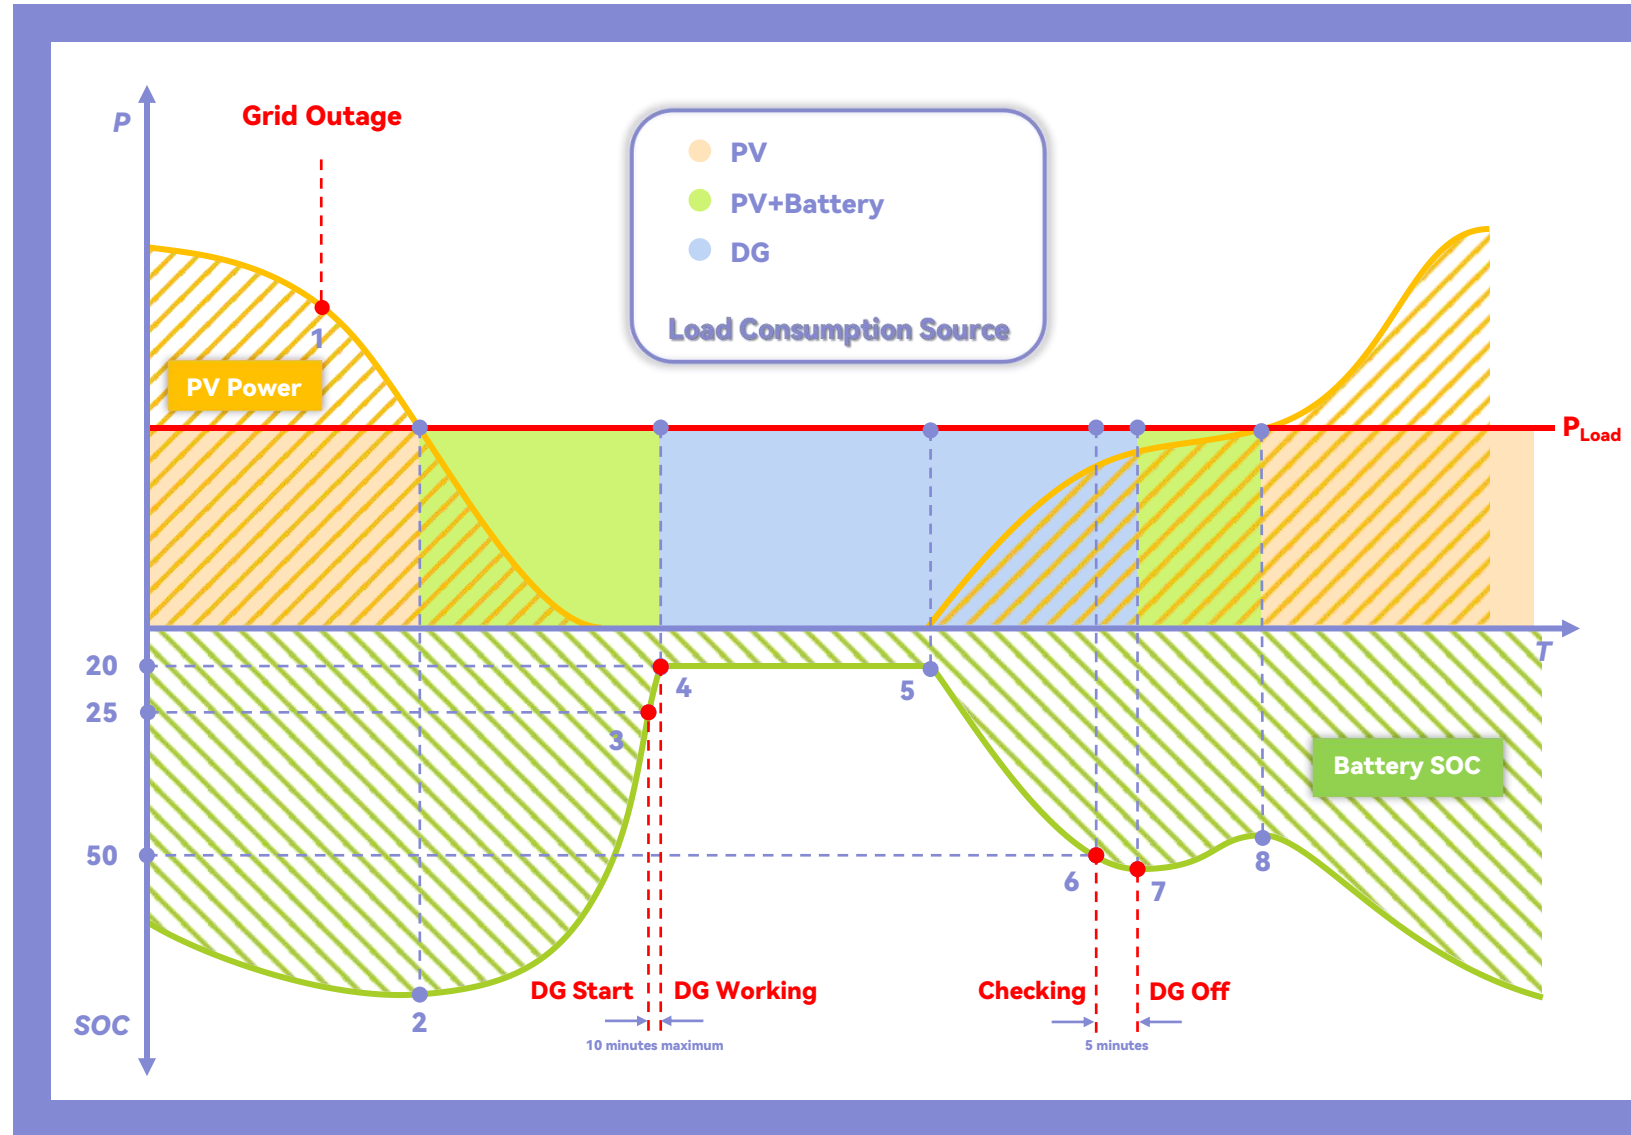 P
Grid Outage
PV
PV+Battery
DG
Load Consumption Source
1
PV Power
P Load
T
20
25
50
SOC
4
5
3
Battery SOC
6
7
8
2
DG Start
DG Working
10 minutes maximum
Checking
DG Off
5 minutes